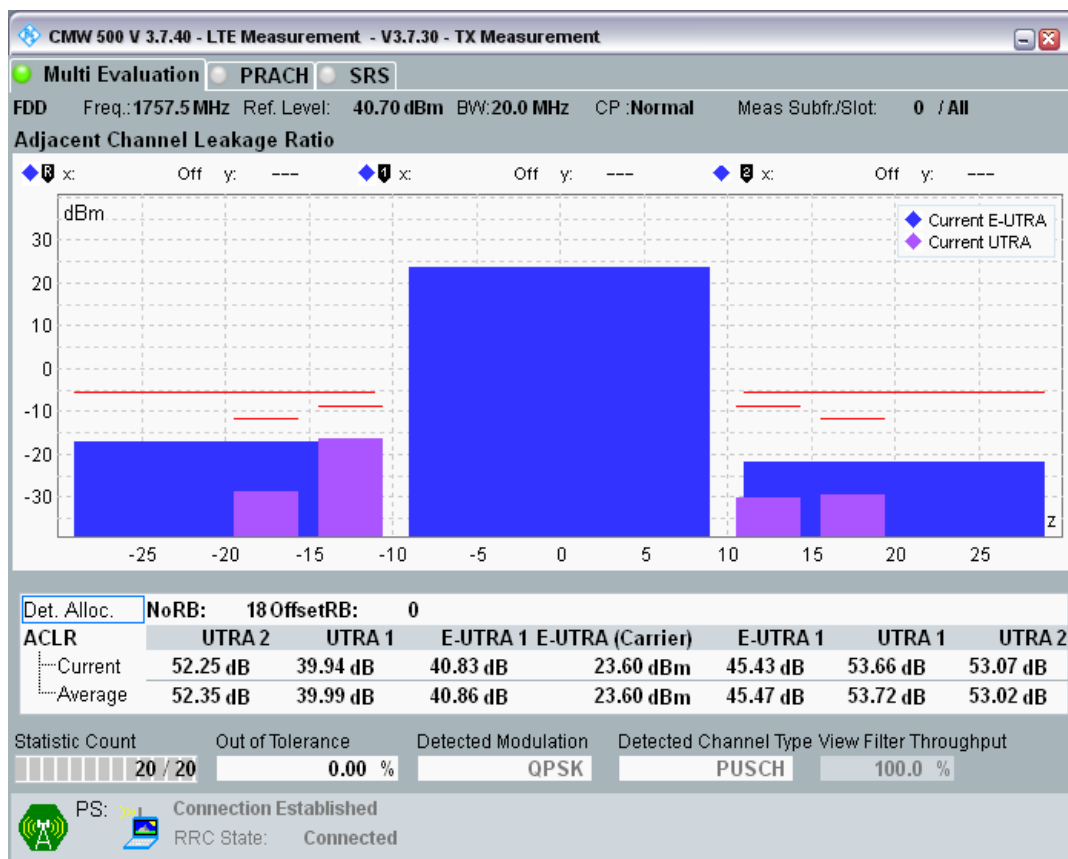 CMW 500 V 3.7.40 - LTE Measurement - V3.7.30 - TX Measurement
Multi Evaluation PRACH SRS
FDD Freq.: 1757.5 MHz Ref. Level: 40.70 dBm BW: 20.0 MHz CP : Normal Meas Subfr./Slot: 0 / All
Adjacent Channel Leakage Ratio
R x: Off y: --- 1 x: Off y: --- 2 x: Off y: ---
dBm
Current E-UTRA
Current UTRA
30
20
10
0
-10
-20
-30
z
-25 -20 -15 -10 -5 0 5 10 15 20 25
Det. Alloc. NoRB: 18 OffsetRB: 0
ACLR UTRA 2 UTRA 1 E-UTRA 1 E-UTRA (Carrier) E-UTRA 1 UTRA 1 UTRA 2
Current 52.25 dB 39.94 dB 40.83 dB 23.60 dBm 45.43 dB 53.66 dB 53.07 dB
Average 52.35 dB 39.99 dB 40.86 dB 23.60 dBm 45.47 dB 53.72 dB 53.02 dB
Statistic Count Out of Tolerance Detected Modulation Detected Channel Type View Filter Throughput
20 / 20 0.00 % QPSK PUSCH 100.0 %
PS: Connection Established
RRC State: Connected